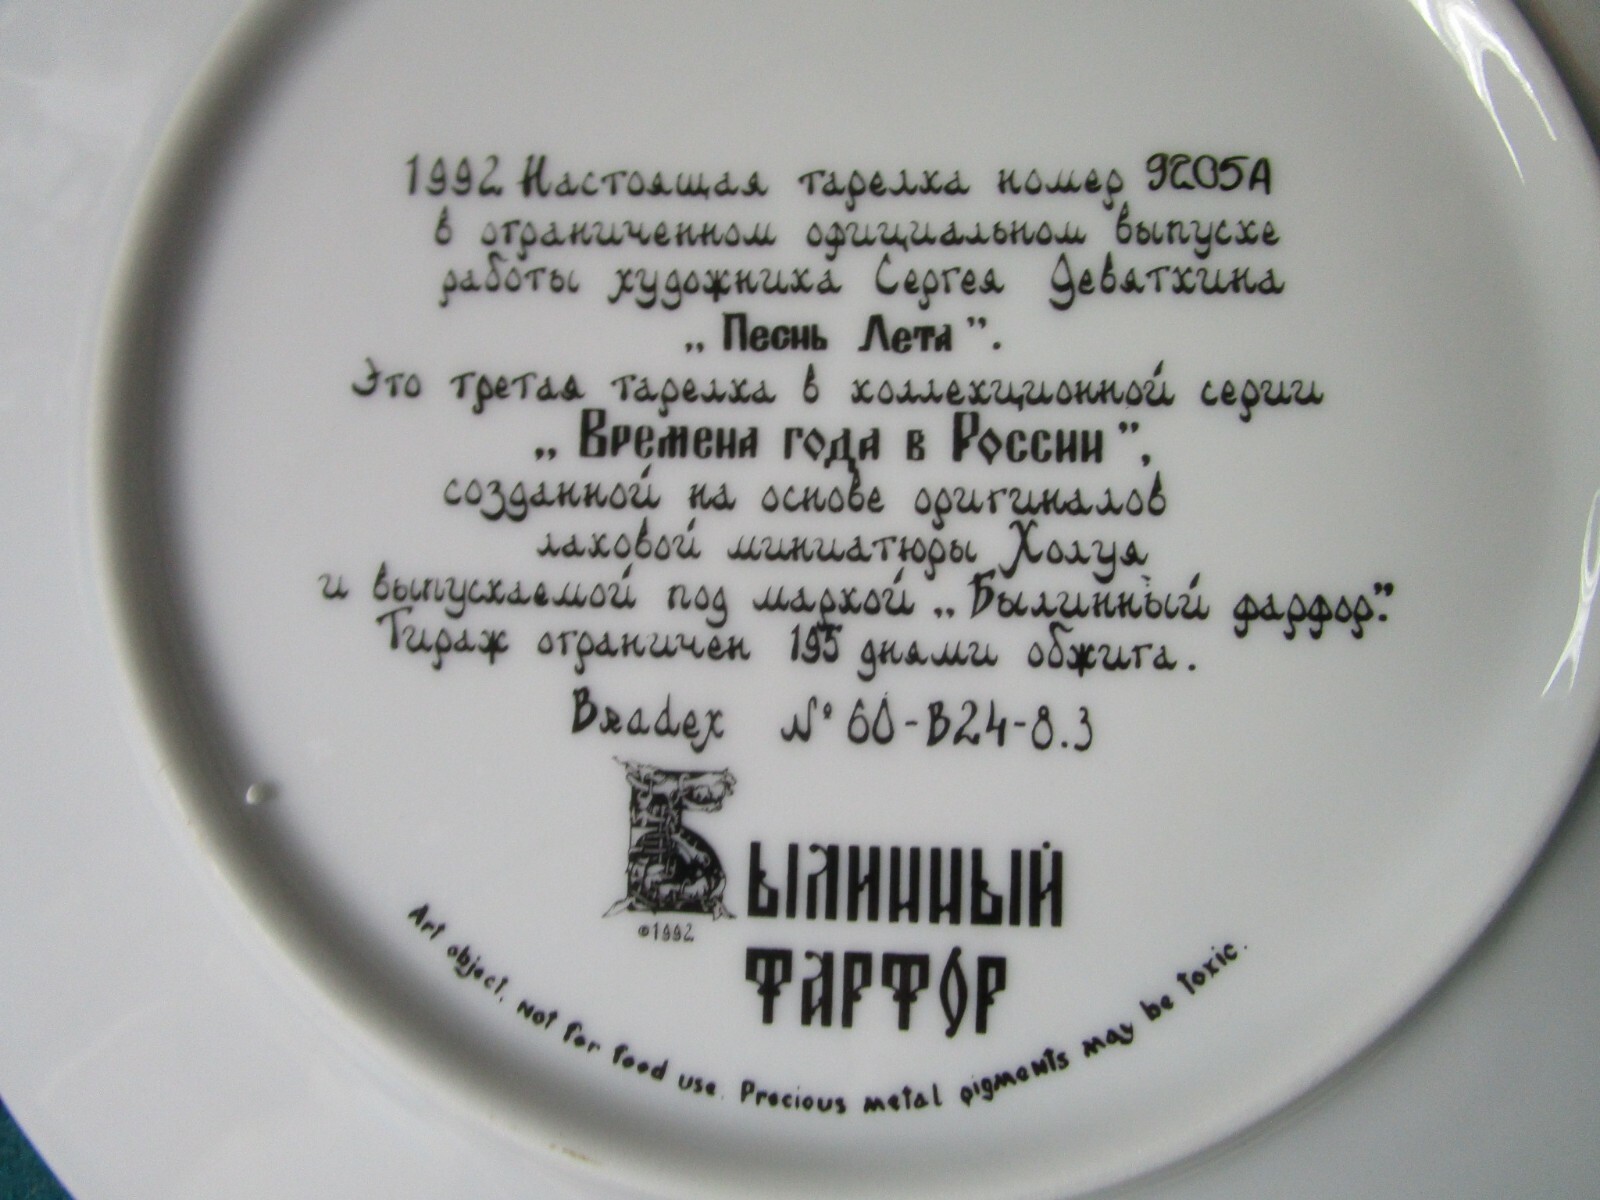 1992 Настоящая тарелка номер 9205А
в ограниченном официальном выпуске
работы художника Сергея Девяткина
„Песнь Лета”.
Это третая тарелка в коллекционной серии
„Времена года в России”,
созданной на основе оригиналов
лаковой миниатюры Холуя
и выпускаемой под маркой „Былинный фарфор”.
Тираж ограничен 195 днями обжига.
Bradex № 60-B24-8.3
Былинный
©1992
фарфор
Art object. Not for food use. Precious metal pigments may be toxic.